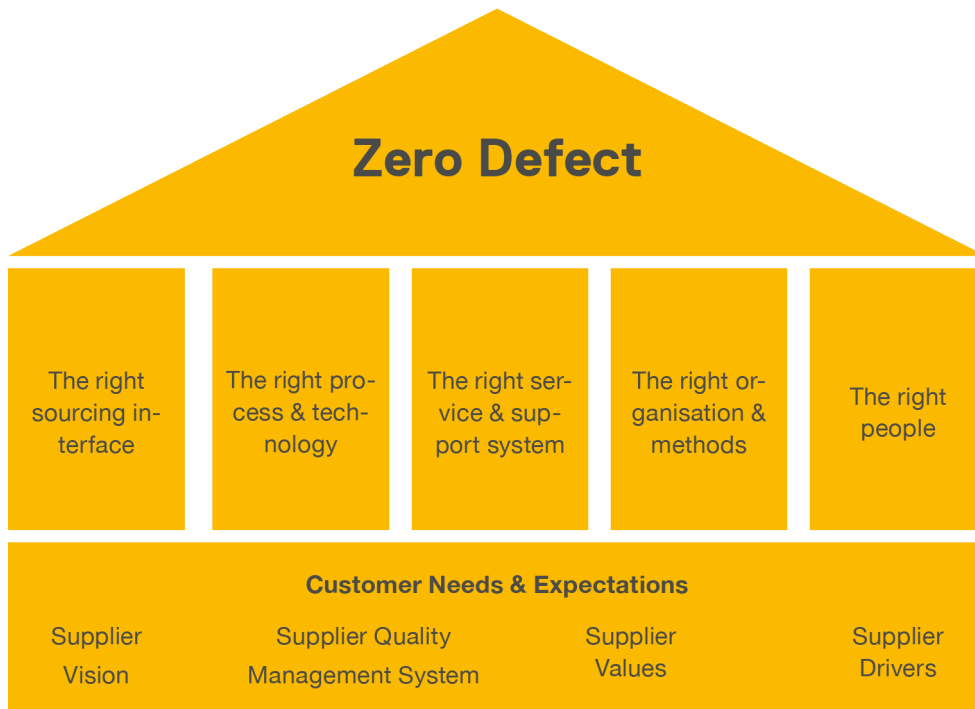 Zero Defect
The right
sourcing in-
terface
The right pro-
cess & tech-
nology
The right ser-
vice & sup-
port system
The right or-
ganisation &
methods
The right
people
Customer Needs & Expectations
Supplier
Vision
Supplier Quality
Management System
Supplier
Values
Supplier
Drivers